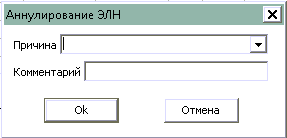 Аннулирование ЭЛН
Причина
Комментарий
Ok
Отмена